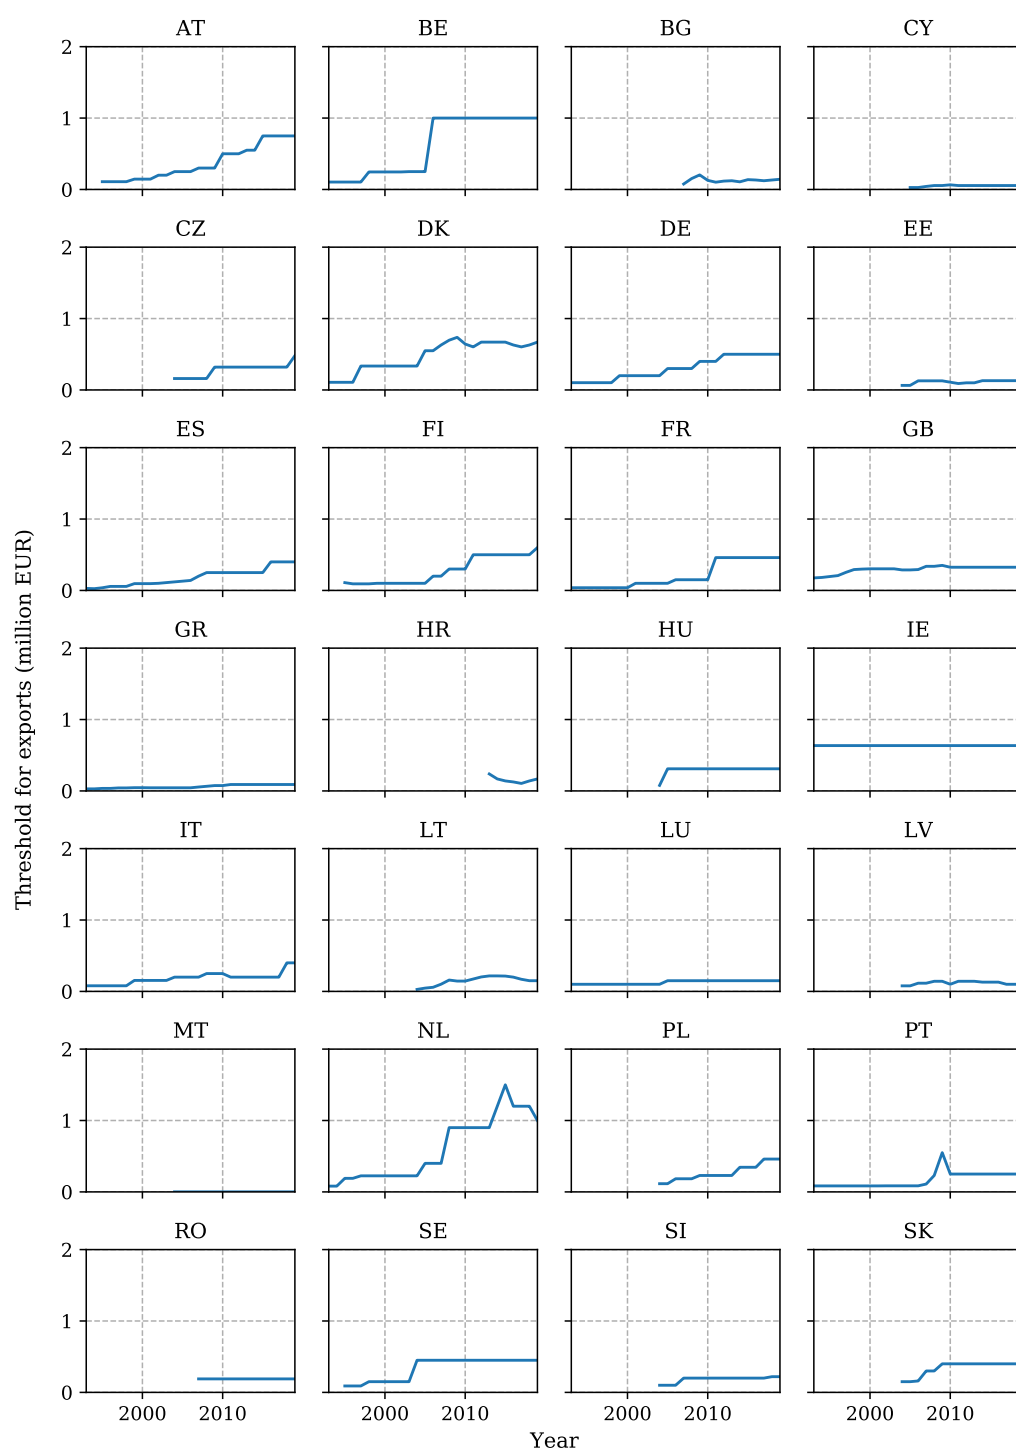 AT BE BG CY
2
1
0
CZ DK DE EE
2
1
0
ES FI FR GB
2
1
0
GR HR HU IE
2
1
0
Threshold for exports (million EUR)
IT LT LU LV
2
1
0
MT NL PL PT
2
1
0
RO SE SI SK
2
1
0
2000 2010 2000 2010 2000 2010 2000 2010
Year